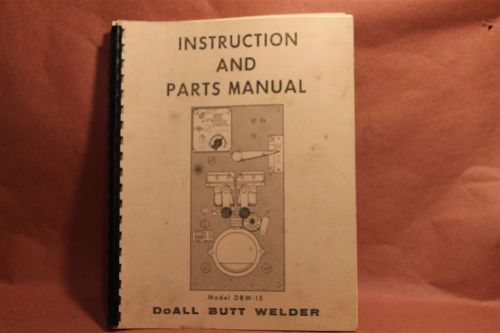 INSTRUCTION
AND
PARTS MANUAL
Model DBW-15
DoALL BUTT WELDER